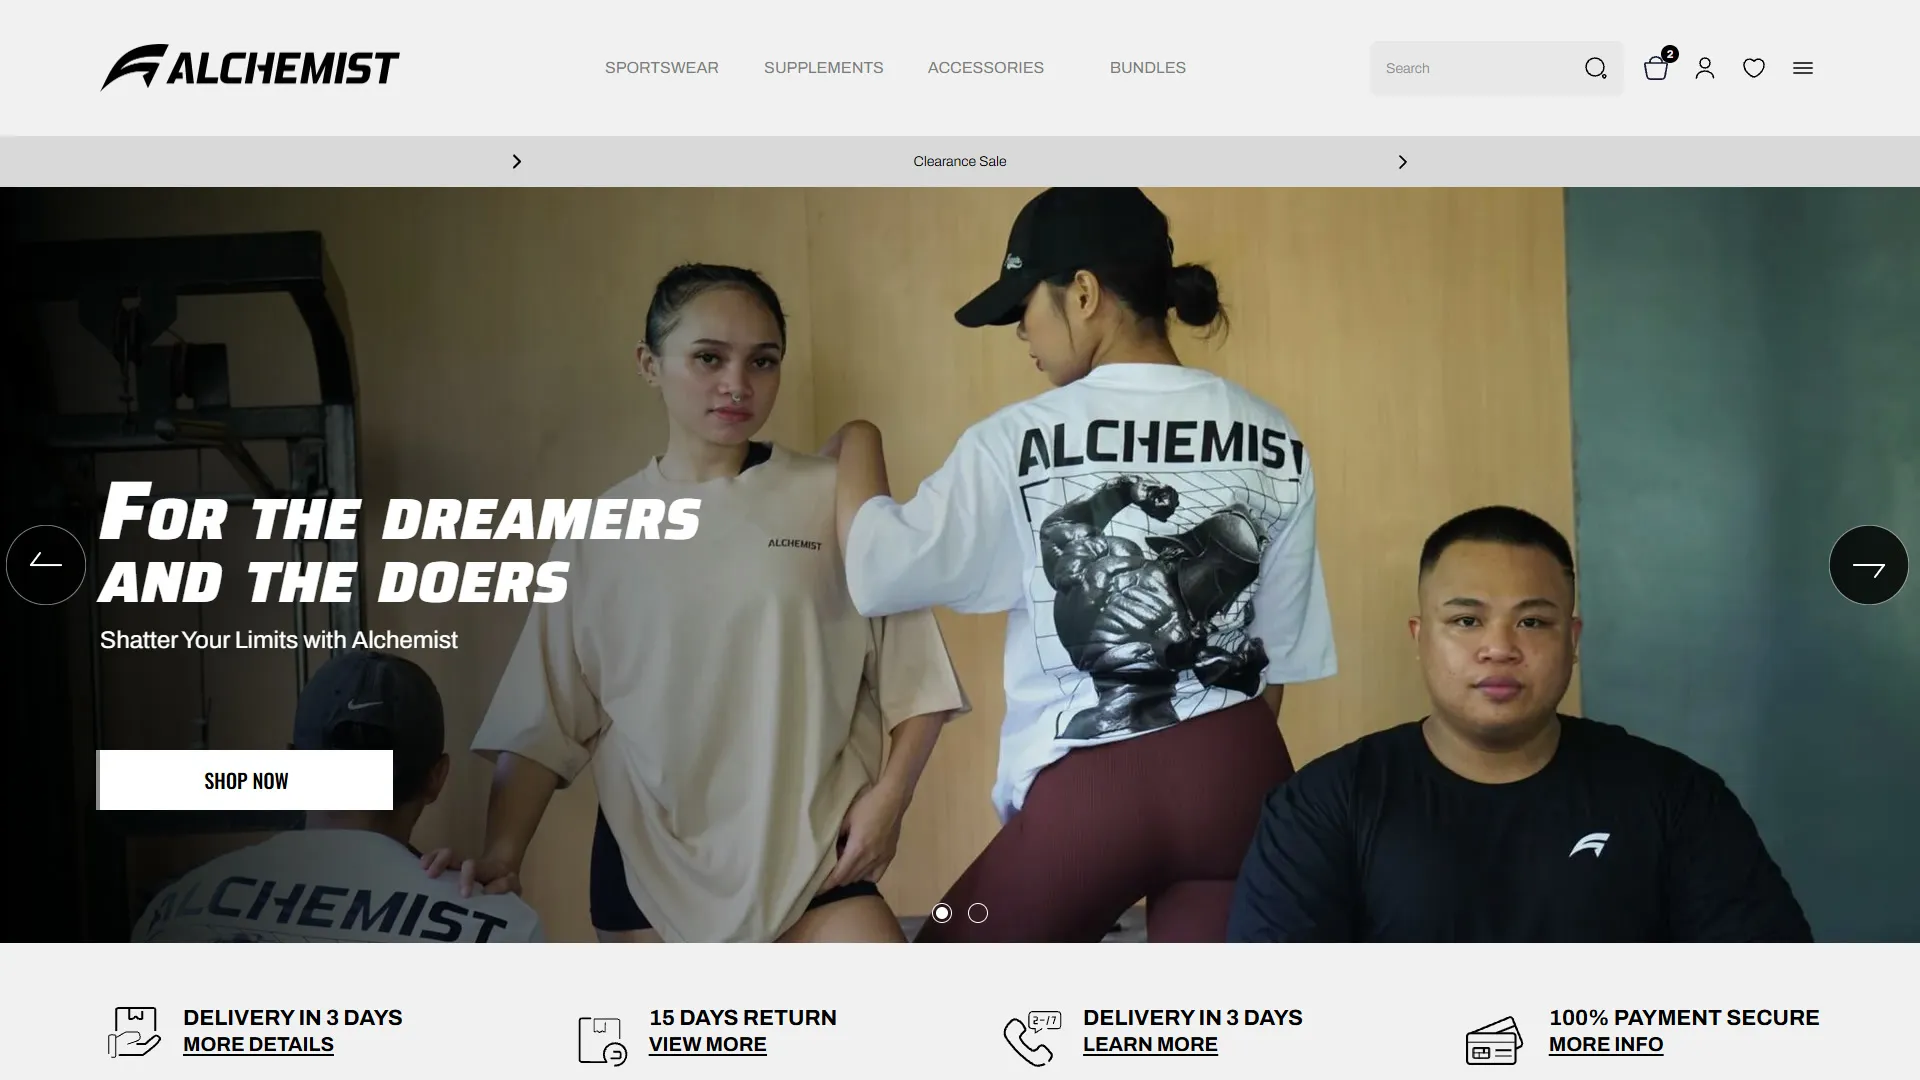 ALCHEMIST
SPORTSWEAR
SUPPLEMENTS
ACCESSORIES
BUNDLES
Search
2
Clearance Sale
ALCHEMIST
ALCHEMIST
FOR THE DREAMERS
AND THE DOERS
Shatter Your Limits with Alchemist
SHOP NOW
ALCHEMIST
DELIVERY IN 3 DAYS
MORE DETAILS
15 DAYS RETURN
VIEW MORE
2-/7
DELIVERY IN 3 DAYS
LEARN MORE
100% PAYMENT SECURE
MORE INFO